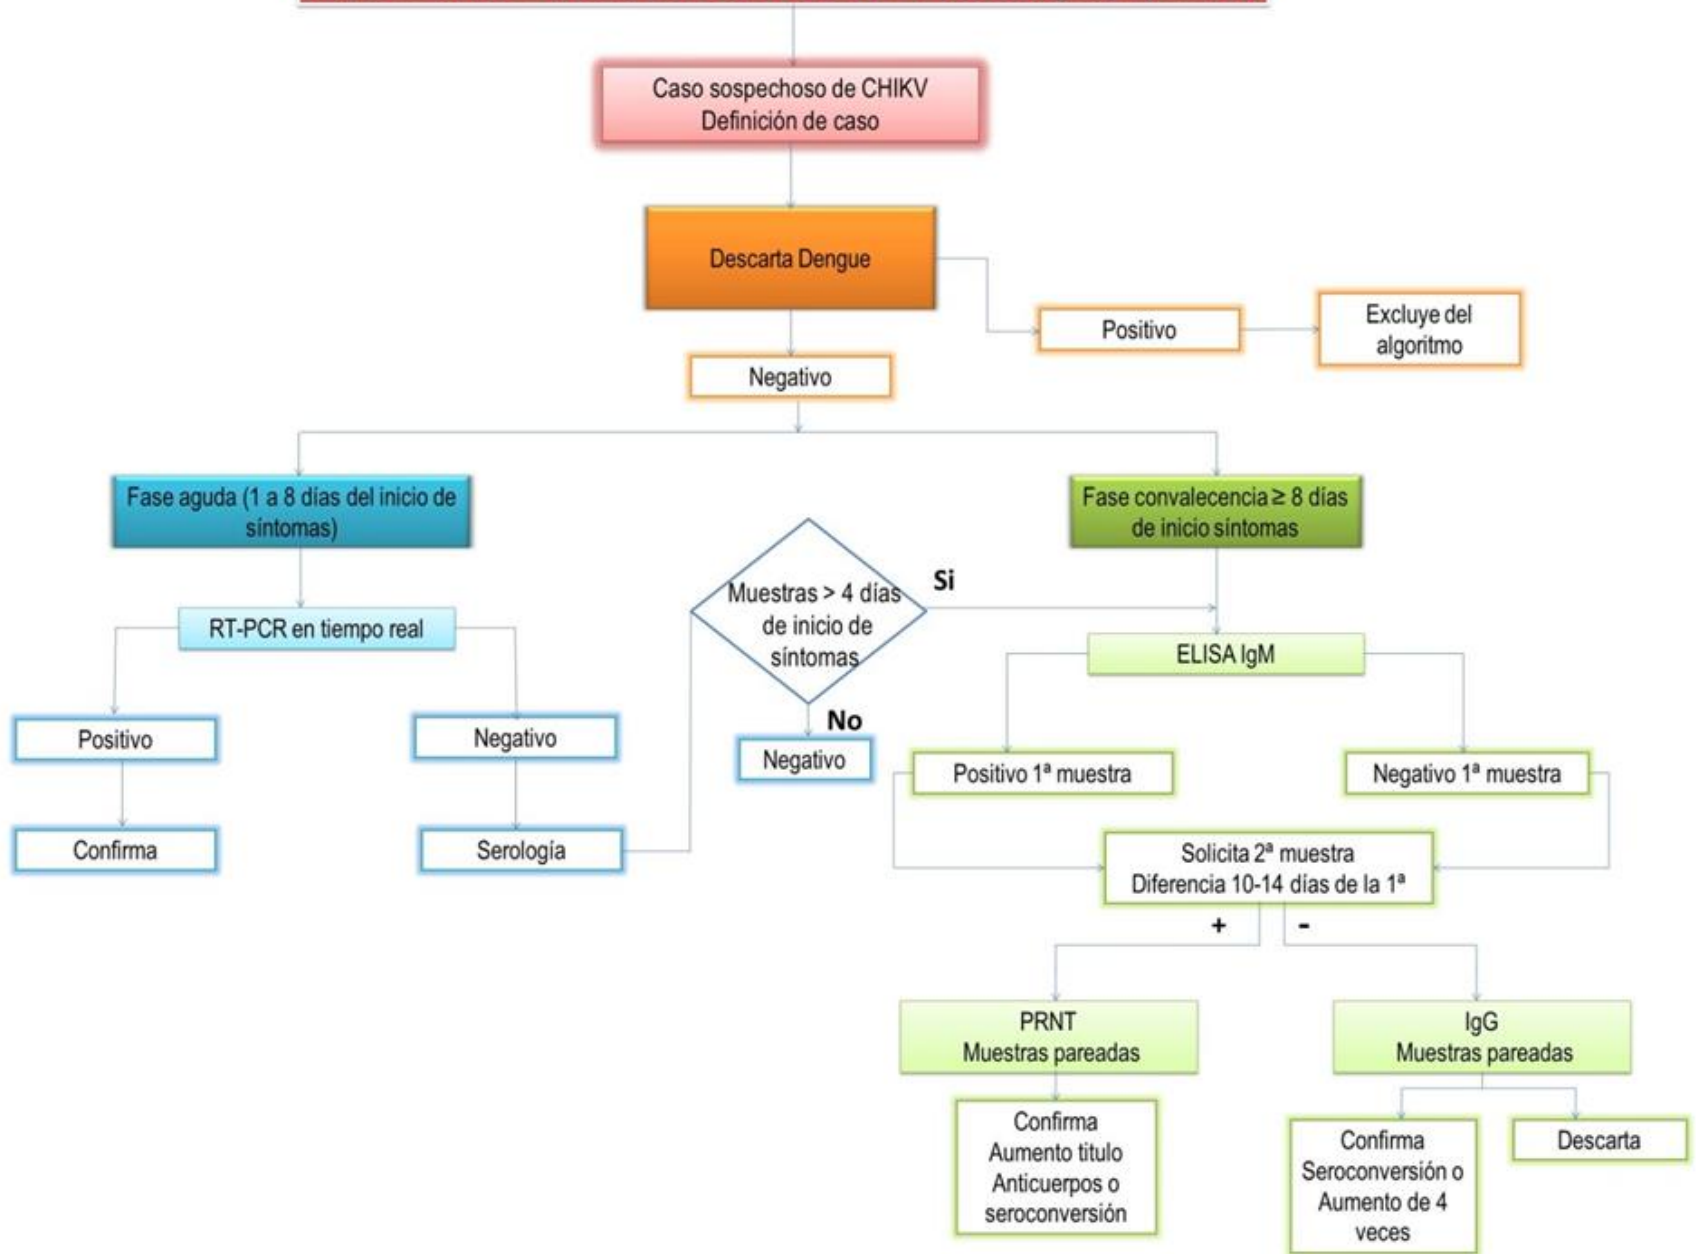 Caso sospechoso de CHIKV
Definición de caso
Descarta Dengue
Positivo
Excluye del
algoritmo
Negativo
Fase aguda (1 a 8 días del inicio de
síntomas)
Fase convalecencia ≥ 8 días
de inicio síntomas
Muestras > 4 días
de inicio de
síntomas
Si
No
Negativo
RT-PCR en tiempo real
Positivo
Negativo
Confirma
Serología
ELISA IgM
Positivo 1ª muestra
Negativo 1ª muestra
Solicita 2ª muestra
Diferencia 10-14 días de la 1ª
+
-
PRNT
Muestras pareadas
IgG
Muestras pareadas
Confirma
Aumento titulo
Anticuerpos o
seroconversión
Confirma
Seroconversión o
Aumento de 4
veces
Descarta